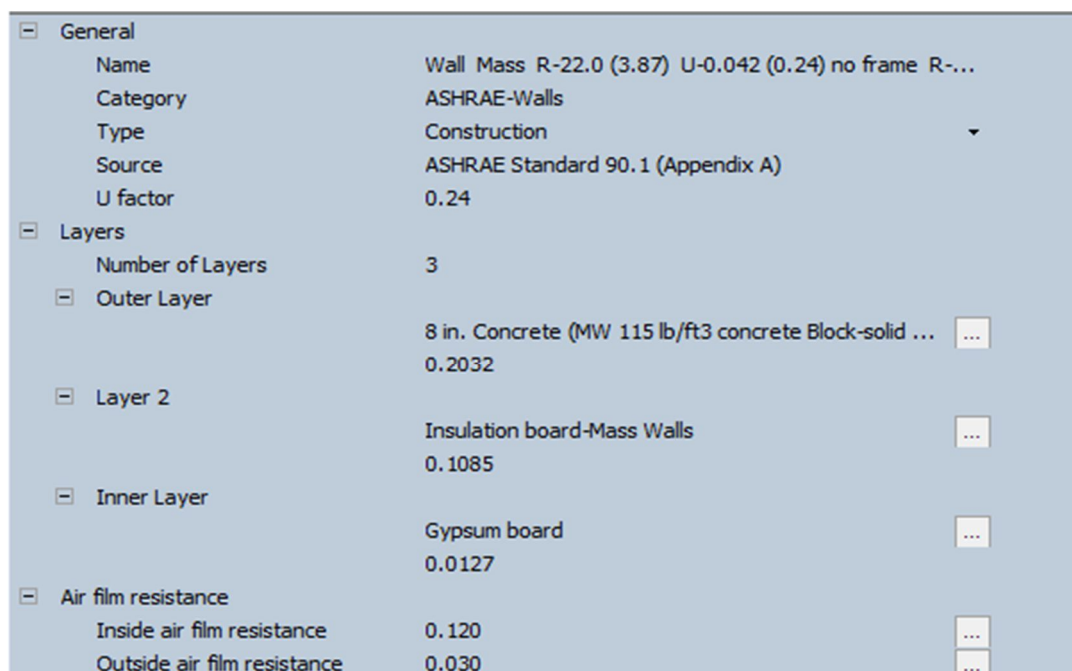 General
Name Wall Mass R-22.0 (3.87) U-0.042 (0.24) no frame R-...
Category ASHRAE-Walls
Type Construction
Source ASHRAE Standard 90.1 (Appendix A)
U factor 0.24
Layers
Number of Layers 3
Outer Layer
8 in. Concrete (MW 115 lb/ft3 concrete Block-solid ... ...
0.2032
Layer 2
Insulation board-Mass Walls ...
0.1085
Inner Layer
Gypsum board ...
0.0127
Air film resistance
Inside air film resistance 0.120 ...
Outside air film resistance 0.030 ...